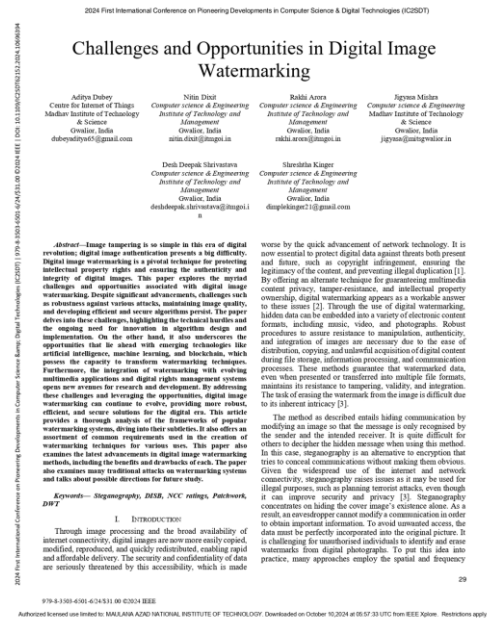 2024 First International Conference on Pioneering Developments in Computer Science & Digital Technologies (IC2SDT)
2024 First International Conference on Pioneering Developments in Computer Science &amp; Digital Technologies (IC2SDT) | 979-8-3503-6501-6/24/$31.00 ©2024 IEEE | DOI: 10.1109/IC2SDT62152.2024.10696394
Challenges and Opportunities in Digital Image
Watermarking
Aditya Dubey
Centre for Internet of Things
Madhav Institute of Technology
& Science
Gwalior, India
dubeyaditya65@gmail.com
Nitin Dixit
Computer science & Engineering
Institute of Technology and
Management
Gwalior, India
nitin.dixit@itmgoi.in
Rakhi Arora
Computer science & Engineering
Institute of Technology and
Management
Gwalior, India
rakhi.arora@itmgoi.in
Jigyasa Mishra
Computer science & Engineering
Madhav Institute of Technology
& Science
Gwalior, India
jigyasa@mitsgwalior.in
Desh Deepak Shrivastava
Computer science & Engineering
Institute of Technology and
Management
Gwalior, India
deshdeepak.shrivastava@itmgoi.i
n
Shreshtha Kinger
Computer science & Engineering
Institute of Technology and
Management
Gwalior, India
dimplekinger21@gmail.com
Abstract—Image tampering is so simple in this era of digital
revolution; digital image authentication presents a big difficulty.
Digital image watermarking is a pivotal technique for protecting
intellectual property rights and ensuring the authenticity and
integrity of digital images. This paper explores the myriad
challenges and opportunities associated with digital image
watermarking. Despite significant advancements, challenges such
as robustness against various attacks, maintaining image quality,
and developing efficient and secure algorithms persist. The paper
delves into these challenges, highlighting the technical hurdles and
the ongoing need for innovation in algorithm design and
implementation. On the other hand, it also underscores the
opportunities that lie ahead with emerging technologies like
artificial intelligence, machine learning, and blockchain, which
possess the capacity to transform watermarking techniques.
Furthermore, the integration of watermarking with evolving
multimedia applications and digital rights management systems
opens new avenues for research and development. By addressing
these challenges and leveraging the opportunities, digital image
watermarking can continue to evolve, providing more robust,
efficient, and secure solutions for the digital era. This article
provides a thorough analysis of the frameworks of popular
watermarking systems, diving into their subtleties. It also offers an
assortment of common requirements used in the creation of
watermarking techniques for various uses. This paper also
examines the latest advancements in digital image watermarking
methods, including the benefits and drawbacks of each. The paper
also examines many traditional attacks on watermarking systems
and talks about possible directions for future study.
Keywords— Steganography, DISB, NCC ratings, Patchwork,
DWT
I. INTRODUCTION
Through image processing and the broad availability of
internet connectivity, digital images are now more easily copied,
modified, reproduced, and quickly redistributed, enabling rapid
and affordable delivery. The security and confidentiality of data
are seriously threatened by this accessibility, which is made
worse by the quick advancement of network technology. It is
now essential to protect digital data against threats both present
and future, such as copyright infringement, ensuring the
legitimacy of the content, and preventing illegal duplication [1].
By offering an alternative technique for guaranteeing multimedia
content privacy, tamper-resistance, and intellectual property
ownership, digital watermarking appears as a workable answer
to these issues [2]. Through the use of digital watermarking,
hidden data can be embedded into a variety of electronic content
formats, including music, video, and photographs. Robust
procedures to assure resistance to manipulation, authenticity,
and integration of images are necessary due to the ease of
distribution, copying, and unlawful acquisition of digital content
during file storage, information processing, and communication
processes. These methods guarantee that watermarked data,
even when presented or transferred into multiple file formats,
maintains its resistance to tampering, validity, and integration.
The task of erasing the watermark from the image is difficult due
to its inherent intricacy [3].
The method as described entails hiding communication by
modifying an image so that the message is only recognised by
the sender and the intended receiver. It is quite difficult for
others to decipher the hidden message when using this method.
In this case, steganography is an alternative to encryption that
tries to conceal communications without making them obvious.
Given the widespread use of the internet and network
connectivity, steganography raises issues as it may be used for
illegal purposes, such as planning terrorist attacks, even though
it can improve security and privacy [3]. Steganography
concentrates on hiding the cover image's existence alone. As a
result, an eavesdropper cannot modify a communication in order
to obtain important information. To avoid unwanted access, the
data must be perfectly incorporated into the original picture. It
is challenging for unauthorised individuals to identify and erase
watermarks from digital photographs. To put this idea into
practice, many approaches employ the spatial and frequency
29
979-8-3503-6501-6/24/$31.00 ©2024 IEEE
Authorized licensed use limited to: MAULANA AZAD NATIONAL INSTITUTE OF TECHNOLOGY. Downloaded on October 10,2024 at 05:57:33 UTC from IEEE Xplore. Restrictions apply